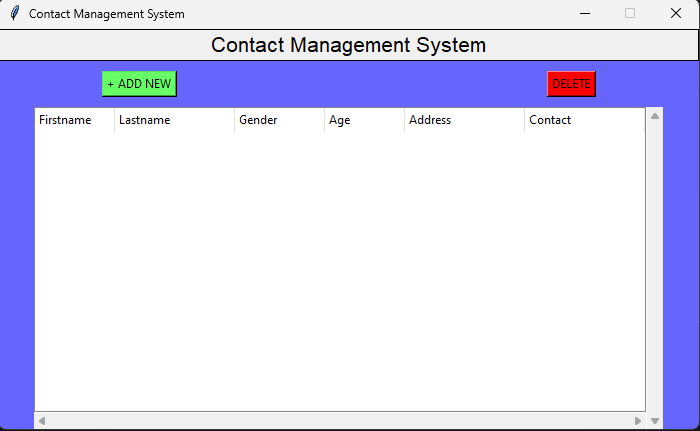 Contact Management System
Contact Management System
+ ADD NEW DELETE
Firstname Lastname Gender Age Address Contact